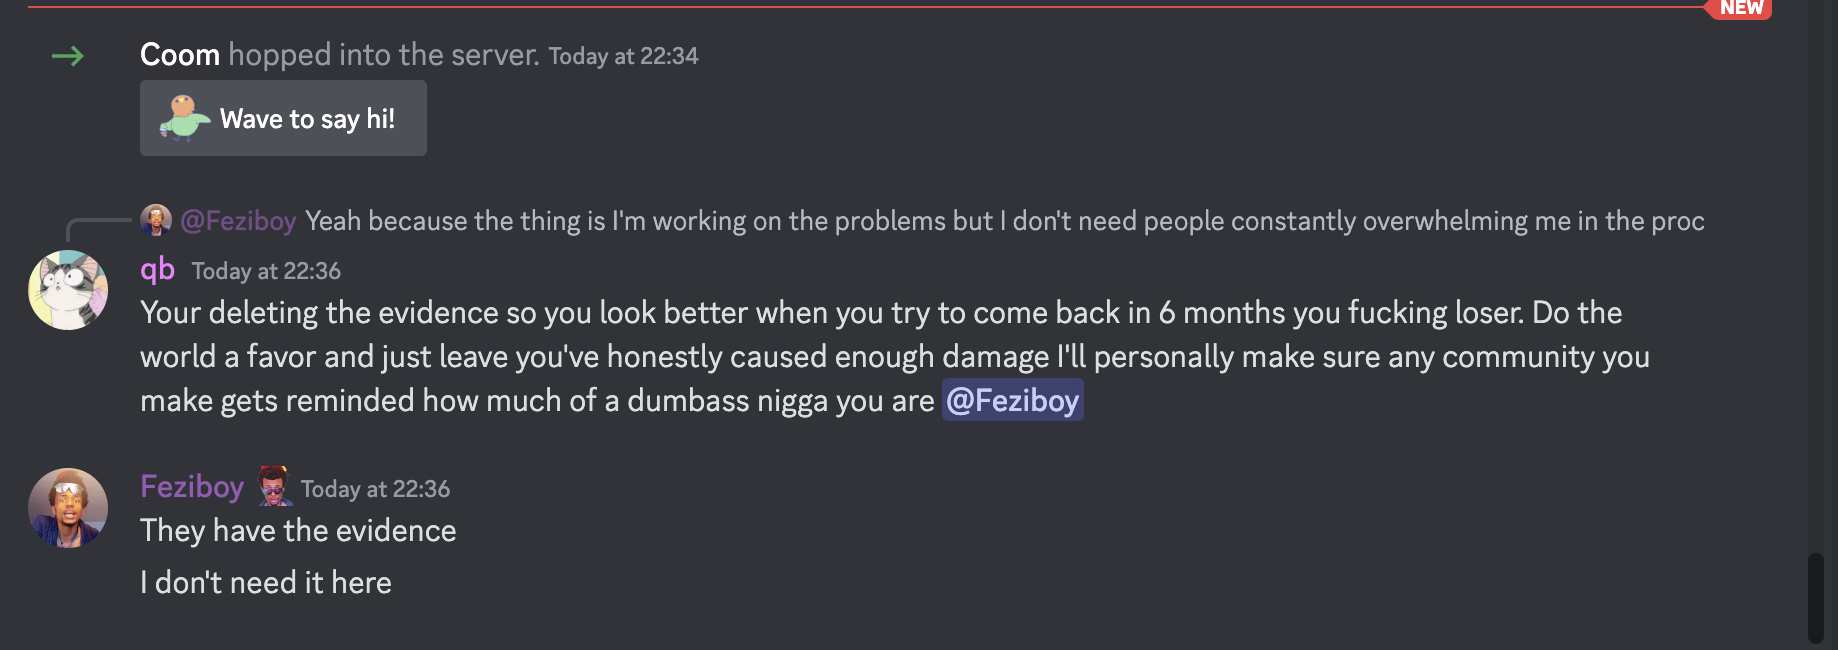 NEW
Coom hopped into the server. Today at 22:34
Wave to say hi!
@Feziboy Yeah because the thing is I'm working on the problems but I don't need people constantly overwhelming me in the proc
qb Today at 22:36
Your deleting the evidence so you look better when you try to come back in 6 months you fucking loser. Do the
world a favor and just leave you've honestly caused enough damage I'll personally make sure any community you
make gets reminded how much of a dumbass nigga you are @Feziboy
Feziboy Today at 22:36
They have the evidence
I don't need it here